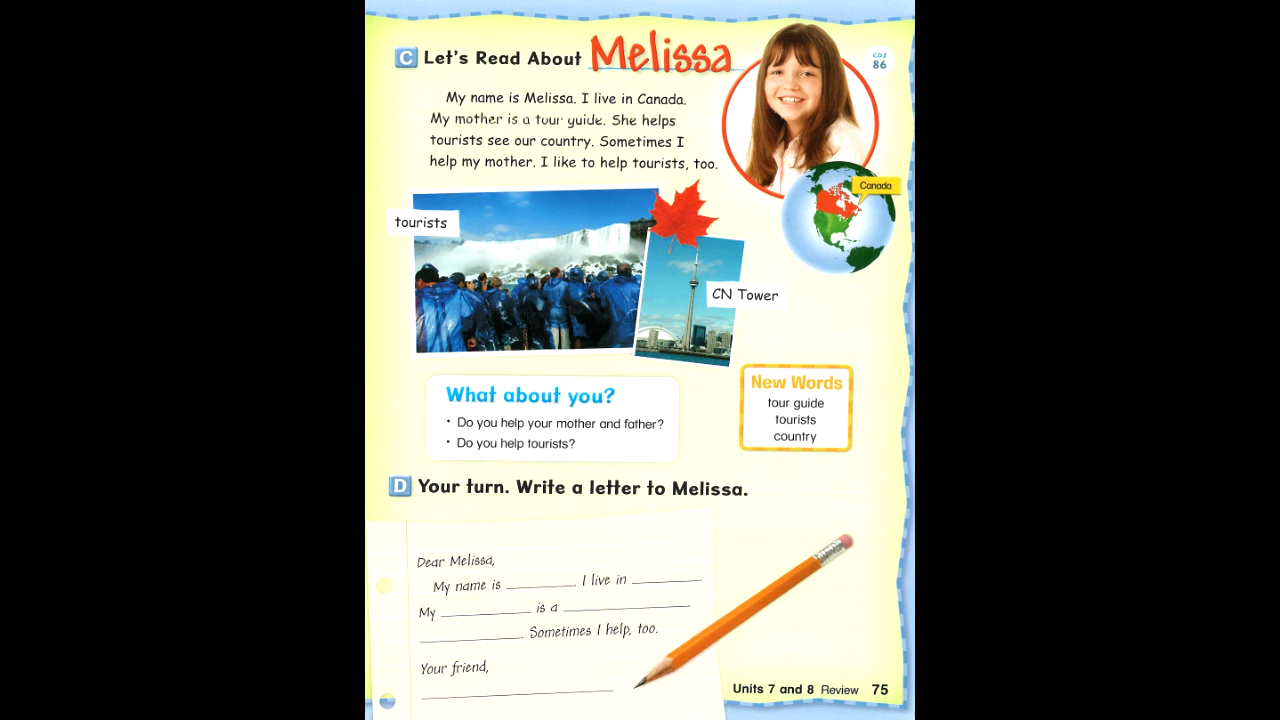 C Let's Read About Melissa
CD2
86
My name is Melissa. I live in Canada.
My mother is a tour guide. She helps
tourists see our country. Sometimes I
help my mother. I like to help tourists, too.
Canada
tourists
CN Tower
What about you?
• Do you help your mother and father?
• Do you help tourists?
New Words
tour guide
tourists
country
D Your turn. Write a letter to Melissa.
Dear Melissa,
My name is ________. I live in ________
My ________ is a ________.
________. Sometimes I help, too.
Your friend,
________
Units 7 and 8 Review 75